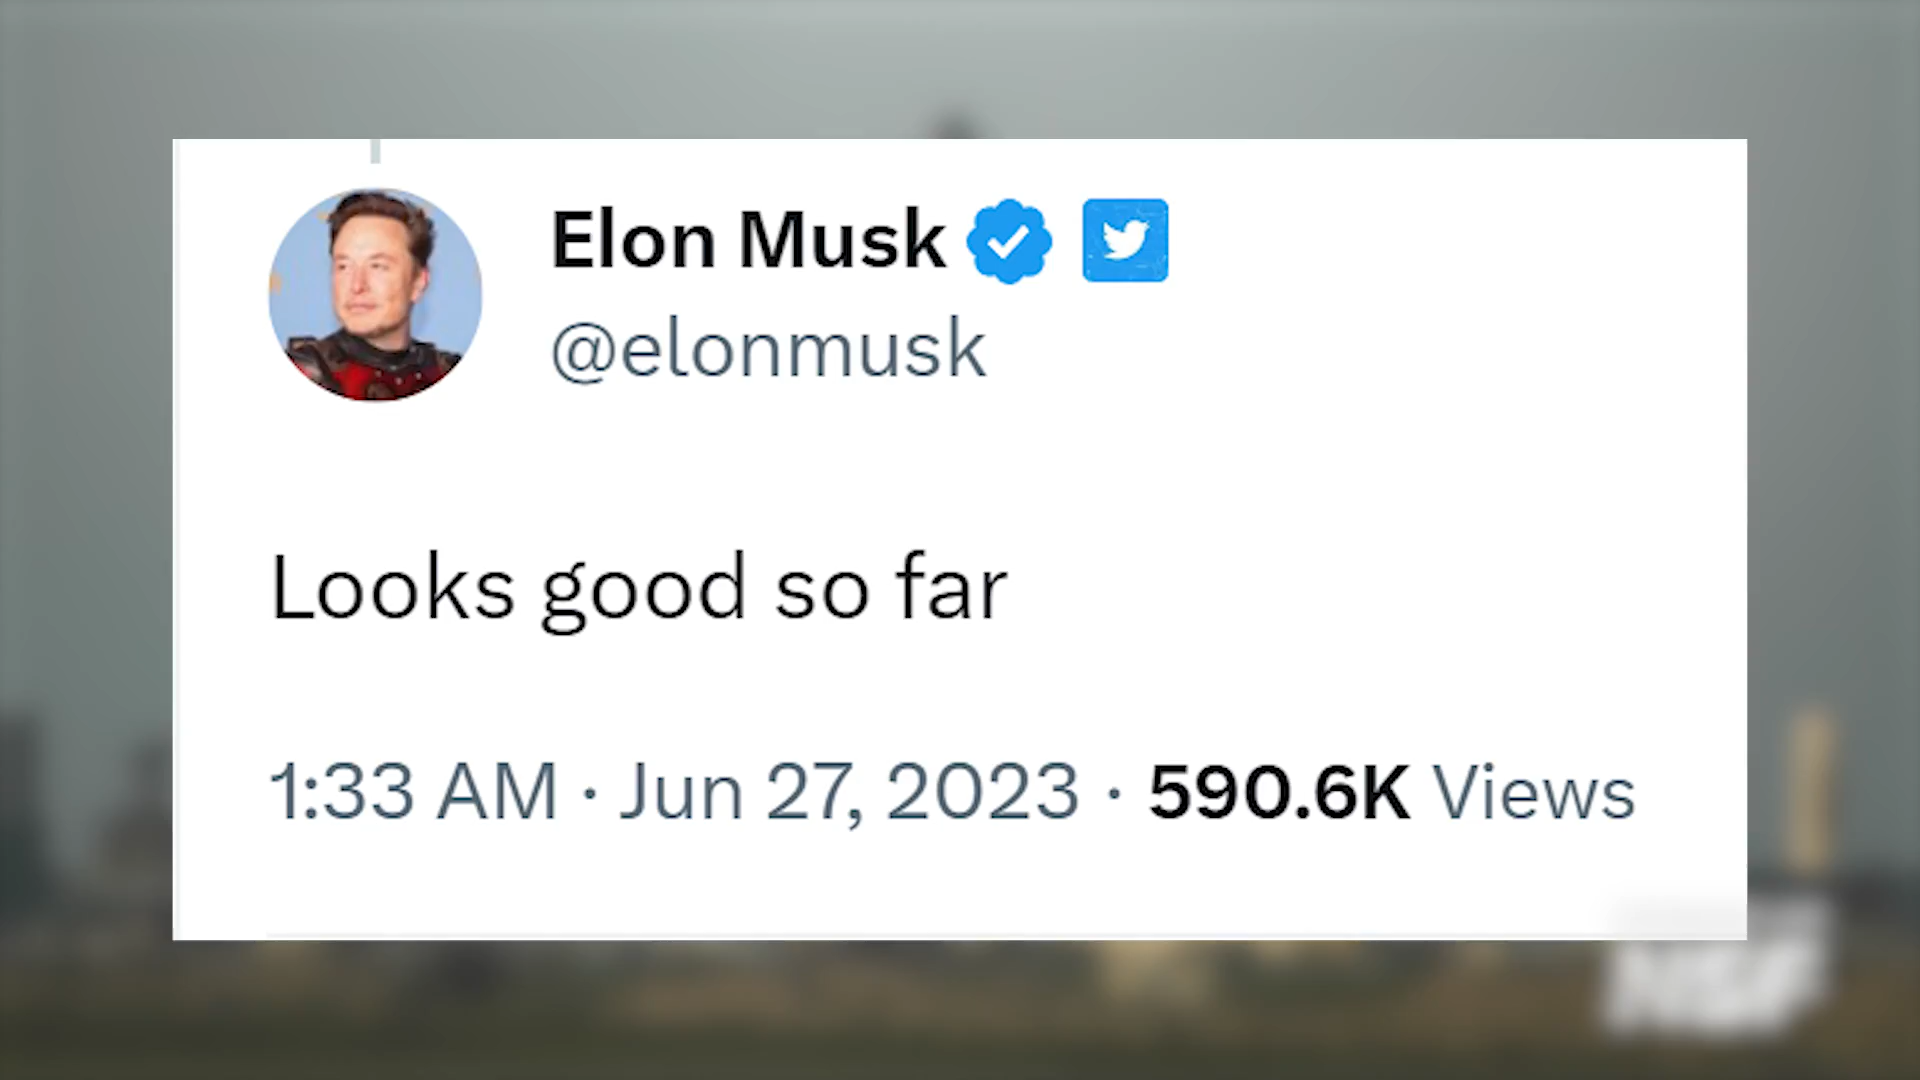 Elon Musk
@elonmusk
Looks good so far
1:33 AM · Jun 27, 2023 · 590.6K Views